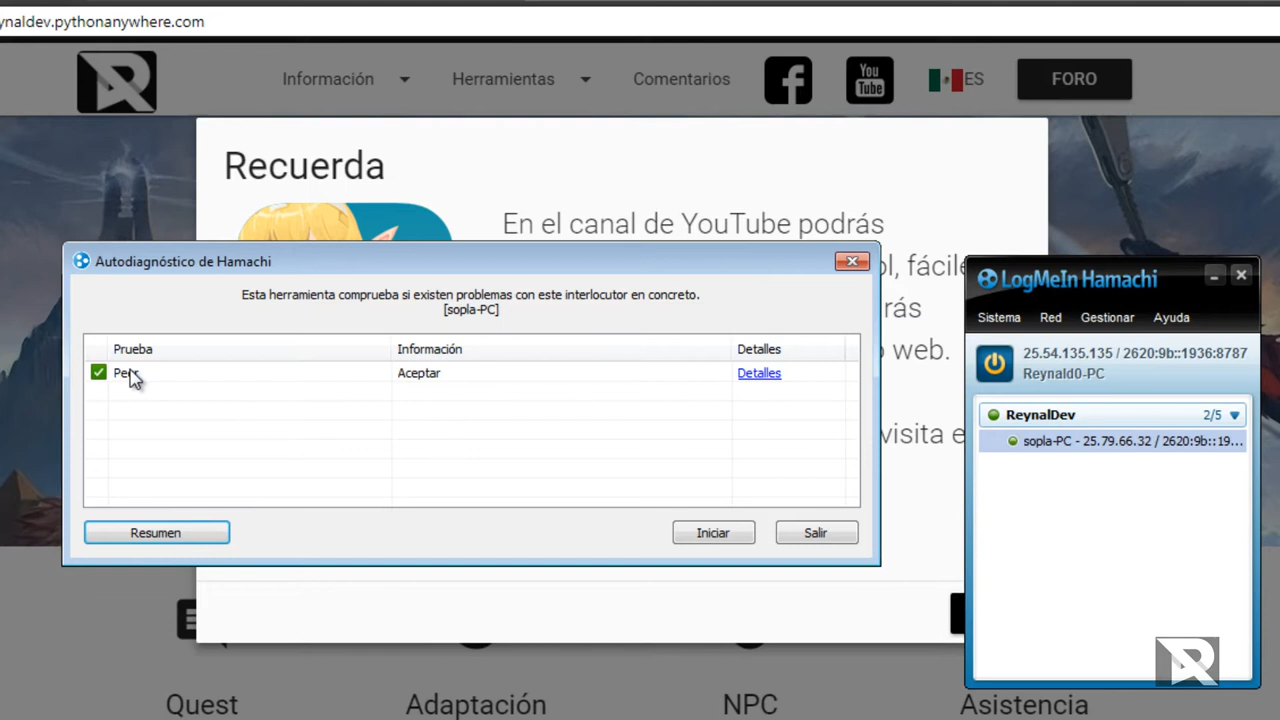 ynaldev.pythonanywhere.com
Información
Herramientas
Comentarios
You
Tube
ES
FORO
Recuerda
En el canal de YouTube podrás
ol, fácile
rás
o web.
visita e
Autodiagnóstico de Hamachi
Esta herramienta comprueba si existen problemas con este interlocutor en concreto.
[sopla-PC]
Prueba Información Detalles
Aceptar Detalles
Resumen
Iniciar
Salir
LogMeIn Hamachi
Sistema Red Gestionar Ayuda
25.54.135.135 / 2620:9b::1936:8787
Reynald0-PC
ReynalDev 2/5
sopla-PC - 25.79.66.32 / 2620:9b::19...
Quest
Adaptación
NPC
Asistencia